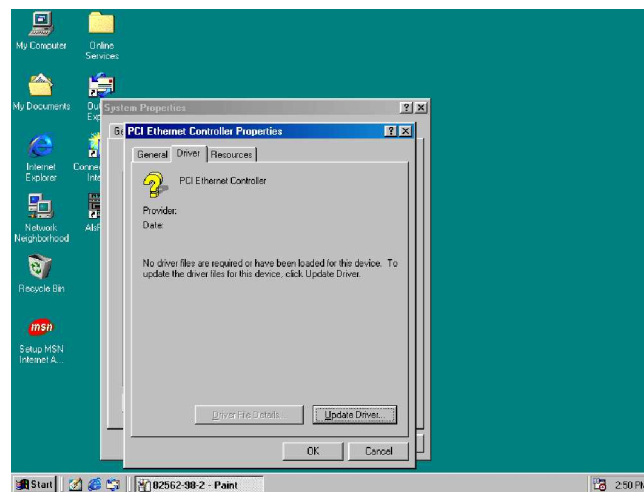 My Computer
Online
Services
My Documents
Internet
Explorer
Network
Neighborhood
Recycle Bin
msn
Setup MSN
Internet A...
System Properties
PCI Ethernet Controller Properties
General Driver Resources
PCI Ethernet Controller
Provider:
Date:
No driver files are required or have been loaded for this device. To
update the driver files for this device, click Update Driver.
Driver File Details... Update Driver...
OK Cancel
Start 82562-98-2 - Paint 2:50 PM